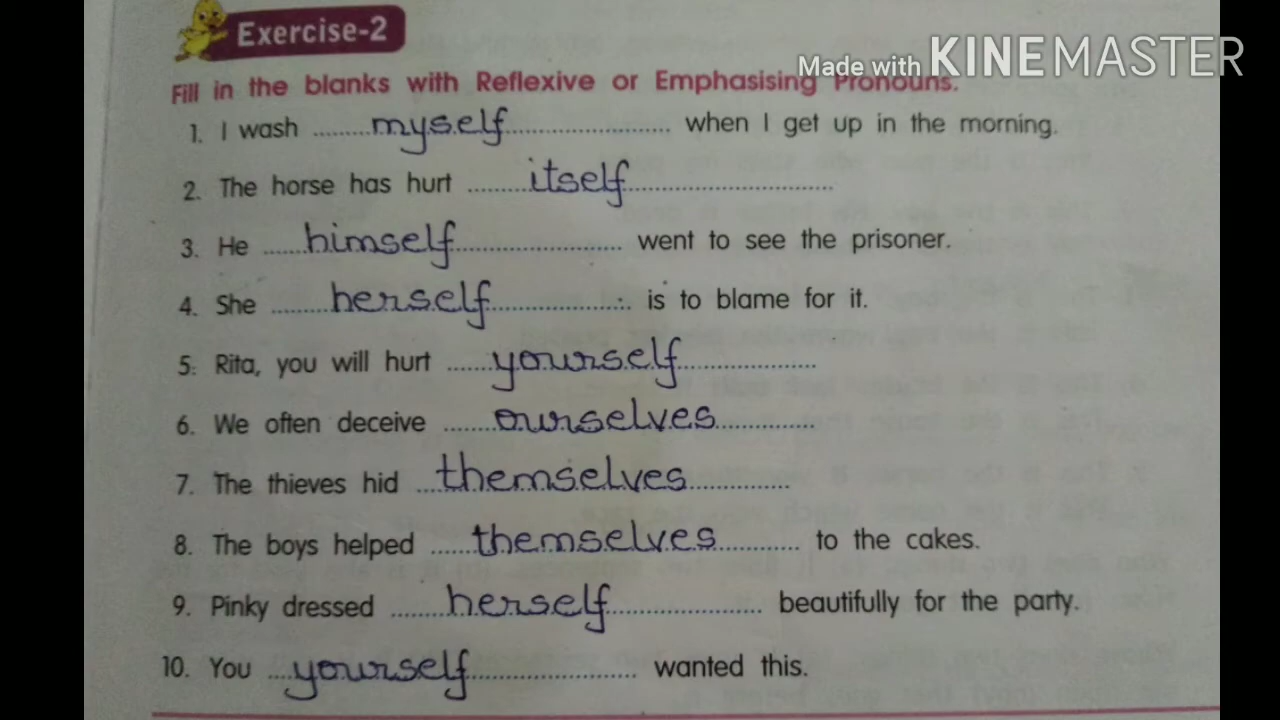 Exercise-2
Made with KINEMASTER
Fill in the blanks with Reflexive or Emphasising Pronouns.
1. I wash ........myself........ when I get up in the morning.
2. The horse has hurt ........itself........
3. He ........himself........ went to see the prisoner.
4. She ........herself........ is to blame for it.
5. Rita, you will hurt ........yourself........
6. We often deceive ........ourselves........
7. The thieves hid ........themselves........
8. The boys helped ........themselves........ to the cakes.
9. Pinky dressed ........herself........ beautifully for the party.
10. You ........yourself........ wanted this.